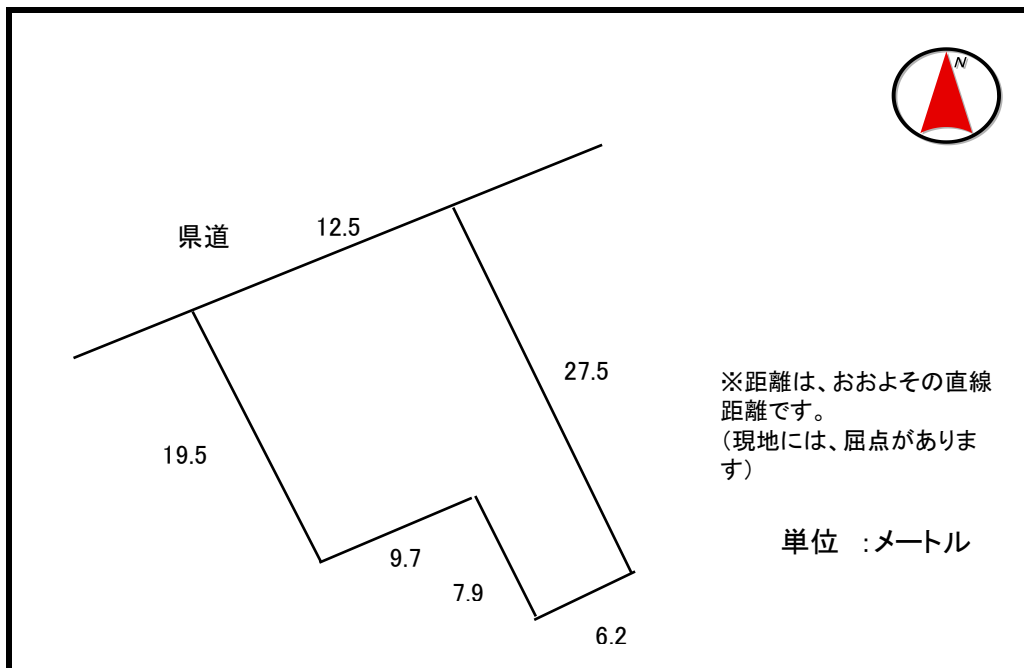 N
県道
12.5
27.5
19.5
9.7
7.9
6.2
※距離は、おおよその直線
距離です。
(現地には、屈点がありま
す)
単位 :メートル